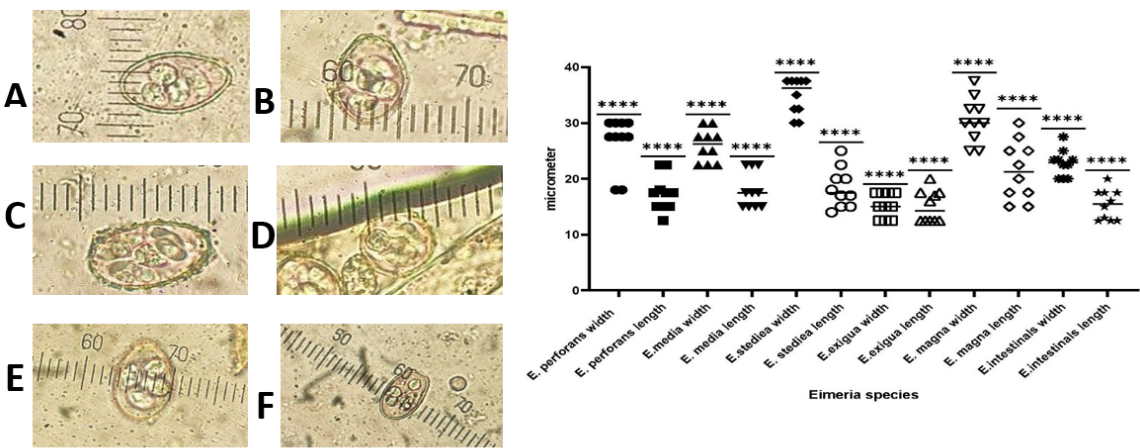 A
80
70
B
60
70
C
D
E
60
70
F
50
60
70
micrometer
40
30
20
10
0
****
****
****
****
****
****
****
****
****
****
****
****
E. perforans width
E. perforans length
E.media width
E. media length
E.stediea width
E. stediea length
E.exigua width
E.exigua length
E. magna width
E. magna length
E.intestinals width
E.intestinals length
Eimeria species